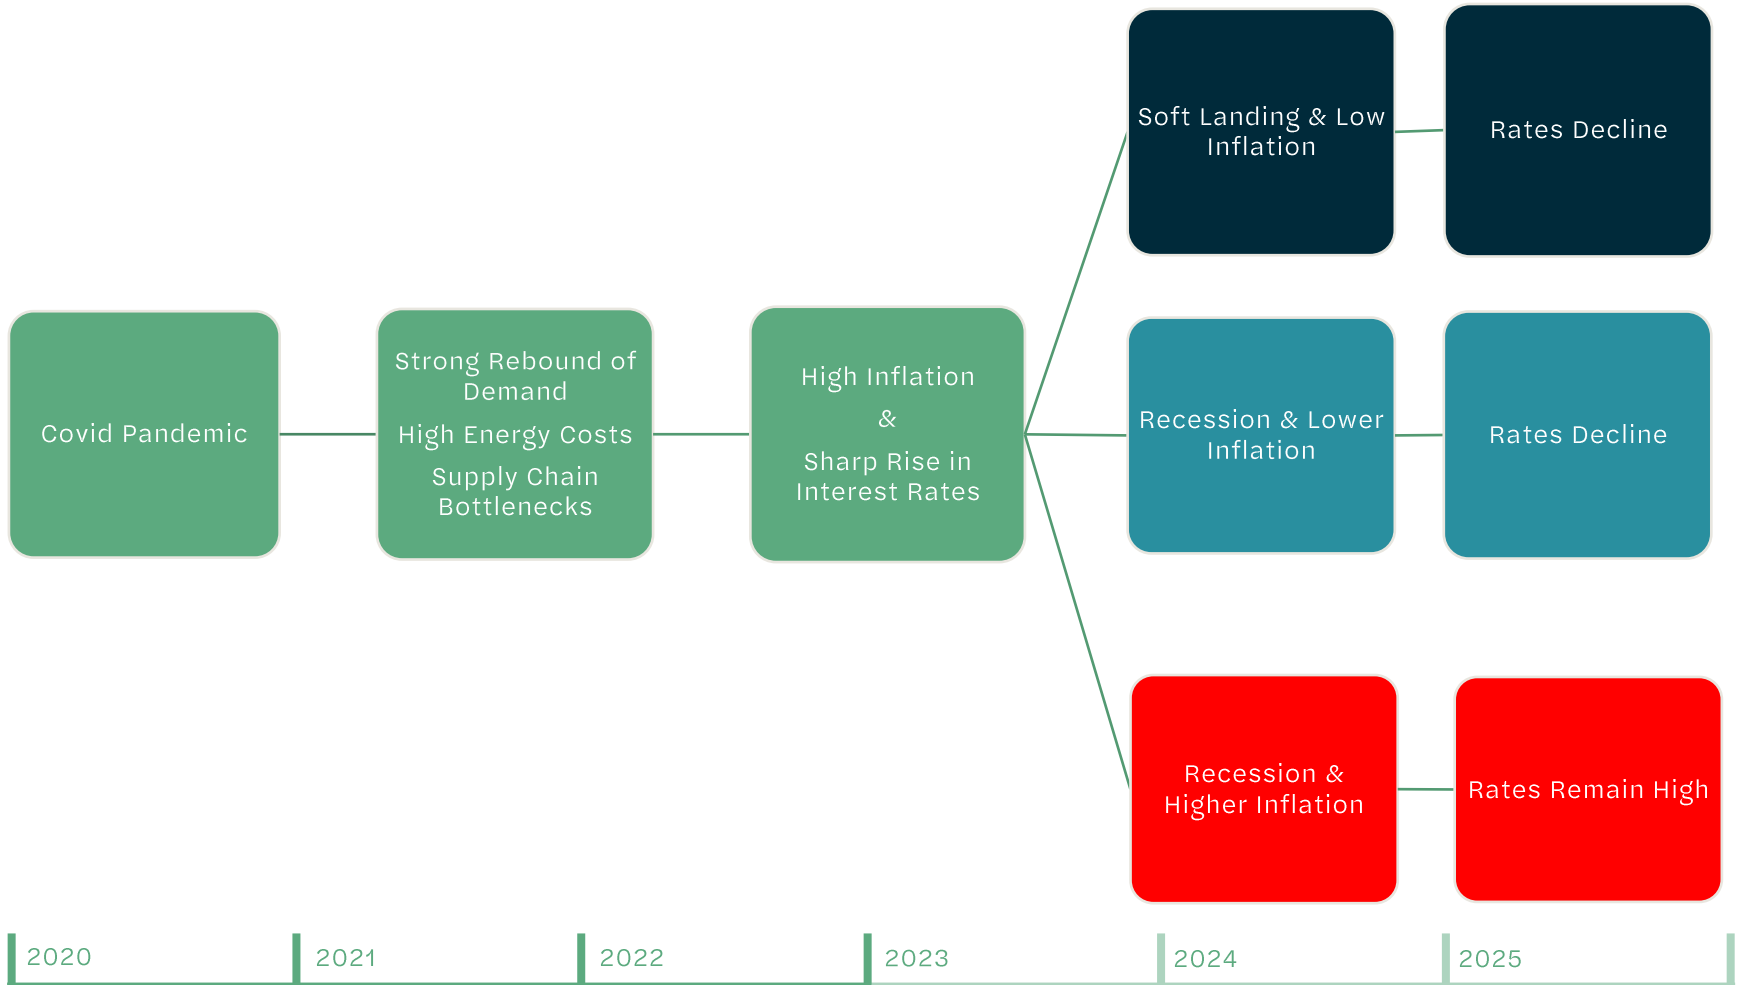 Covid Pandemic
Strong Rebound of
Demand
High Energy Costs
Supply Chain
Bottlenecks
High Inflation
&
Sharp Rise in
Interest Rates
Soft Landing & Low
Inflation
Rates Decline
Recession & Lower
Inflation
Rates Decline
Recession &
Higher Inflation
Rates Remain High
2020
2021
2022
2023
2024
2025